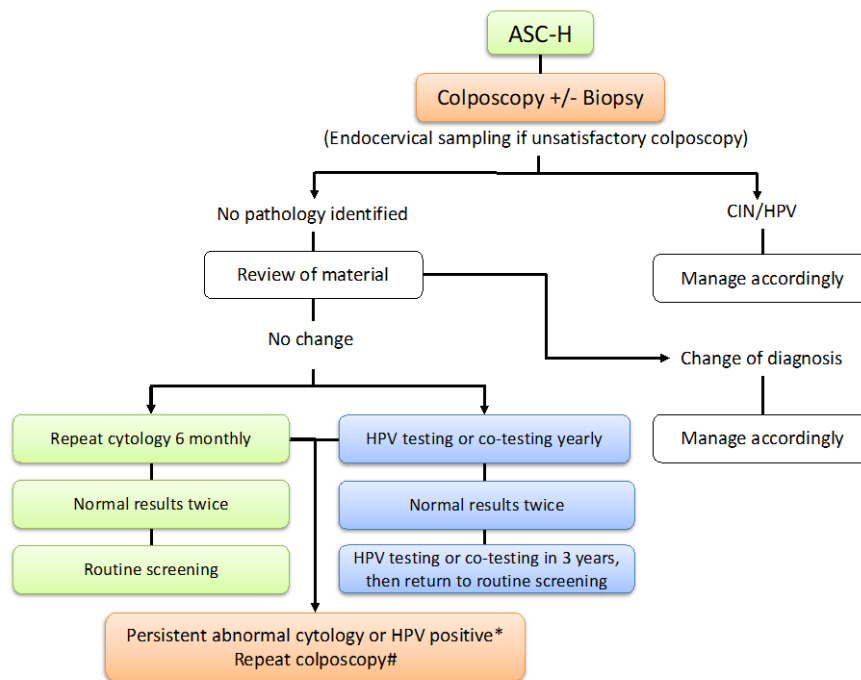 ASC-H
Colposcopy +/- Biopsy
(Endocervical sampling if unsatisfactory colposcopy)
No pathology identified
CIN/HPV
Review of material
Manage accordingly
No change
Change of diagnosis
Repeat cytology 6 monthly
HPV testing or co-testing yearly
Manage accordingly
Normal results twice
Normal results twice
Routine screening
HPV testing or co-testing in 3 years,
then return to routine screening
Persistent abnormal cytology or HPV positive*
Repeat colposcopy#